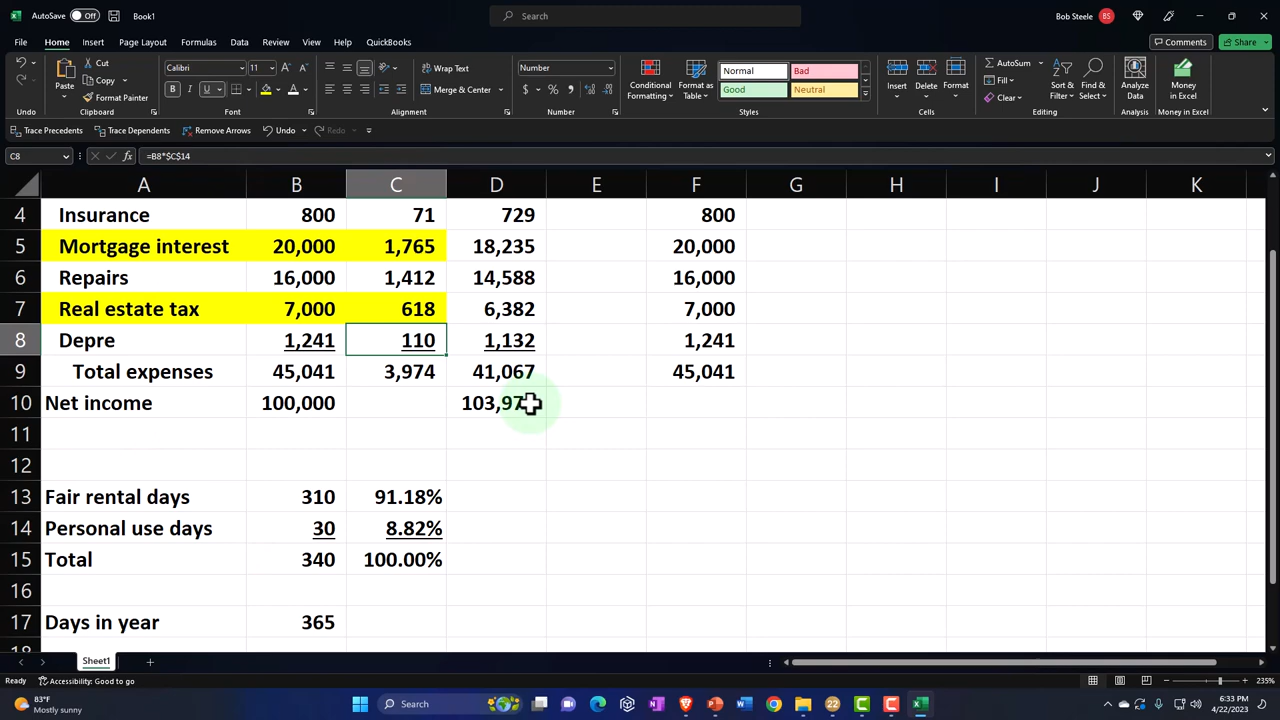 AutoSave Off Book1 Search Bob Steele BS
File Home Insert Page Layout Formulas Data Review View Help QuickBooks Comments Share
Paste Cut Copy Format Painter Calibri 11 Wrap Text Merge & Center Number Conditional Formatting Format as Table Normal Bad Good Neutral Insert Delete Format AutoSum Fill Clear Sort & Filter Find & Select Analyze Data Money in Excel
Undo Clipboard Font Alignment Number Styles Cells Editing Analysis Money in Excel
Trace Precedents Trace Dependents Remove Arrows Undo Redo
C8 fx =B8*$C$14
A B C D E F G H I J K
4 Insurance 800 71 729 800
5 Mortgage interest 20,000 1,765 18,235 20,000
6 Repairs 16,000 1,412 14,588 16,000
7 Real estate tax 7,000 618 6,382 7,000
8 Depre 1,241 110 1,132 1,241
9 Total expenses 45,041 3,974 41,067 45,041
10 Net income 100,000
11
12
13 Fair rental days 310 91.18%
14 Personal use days 30 8.82%
15 Total 340 100.00%
16
17 Days in year 365
Sheet1
Ready Accessibility: Good to go 235%
83°F Mostly sunny Search 22 6:33 PM 4/22/2023